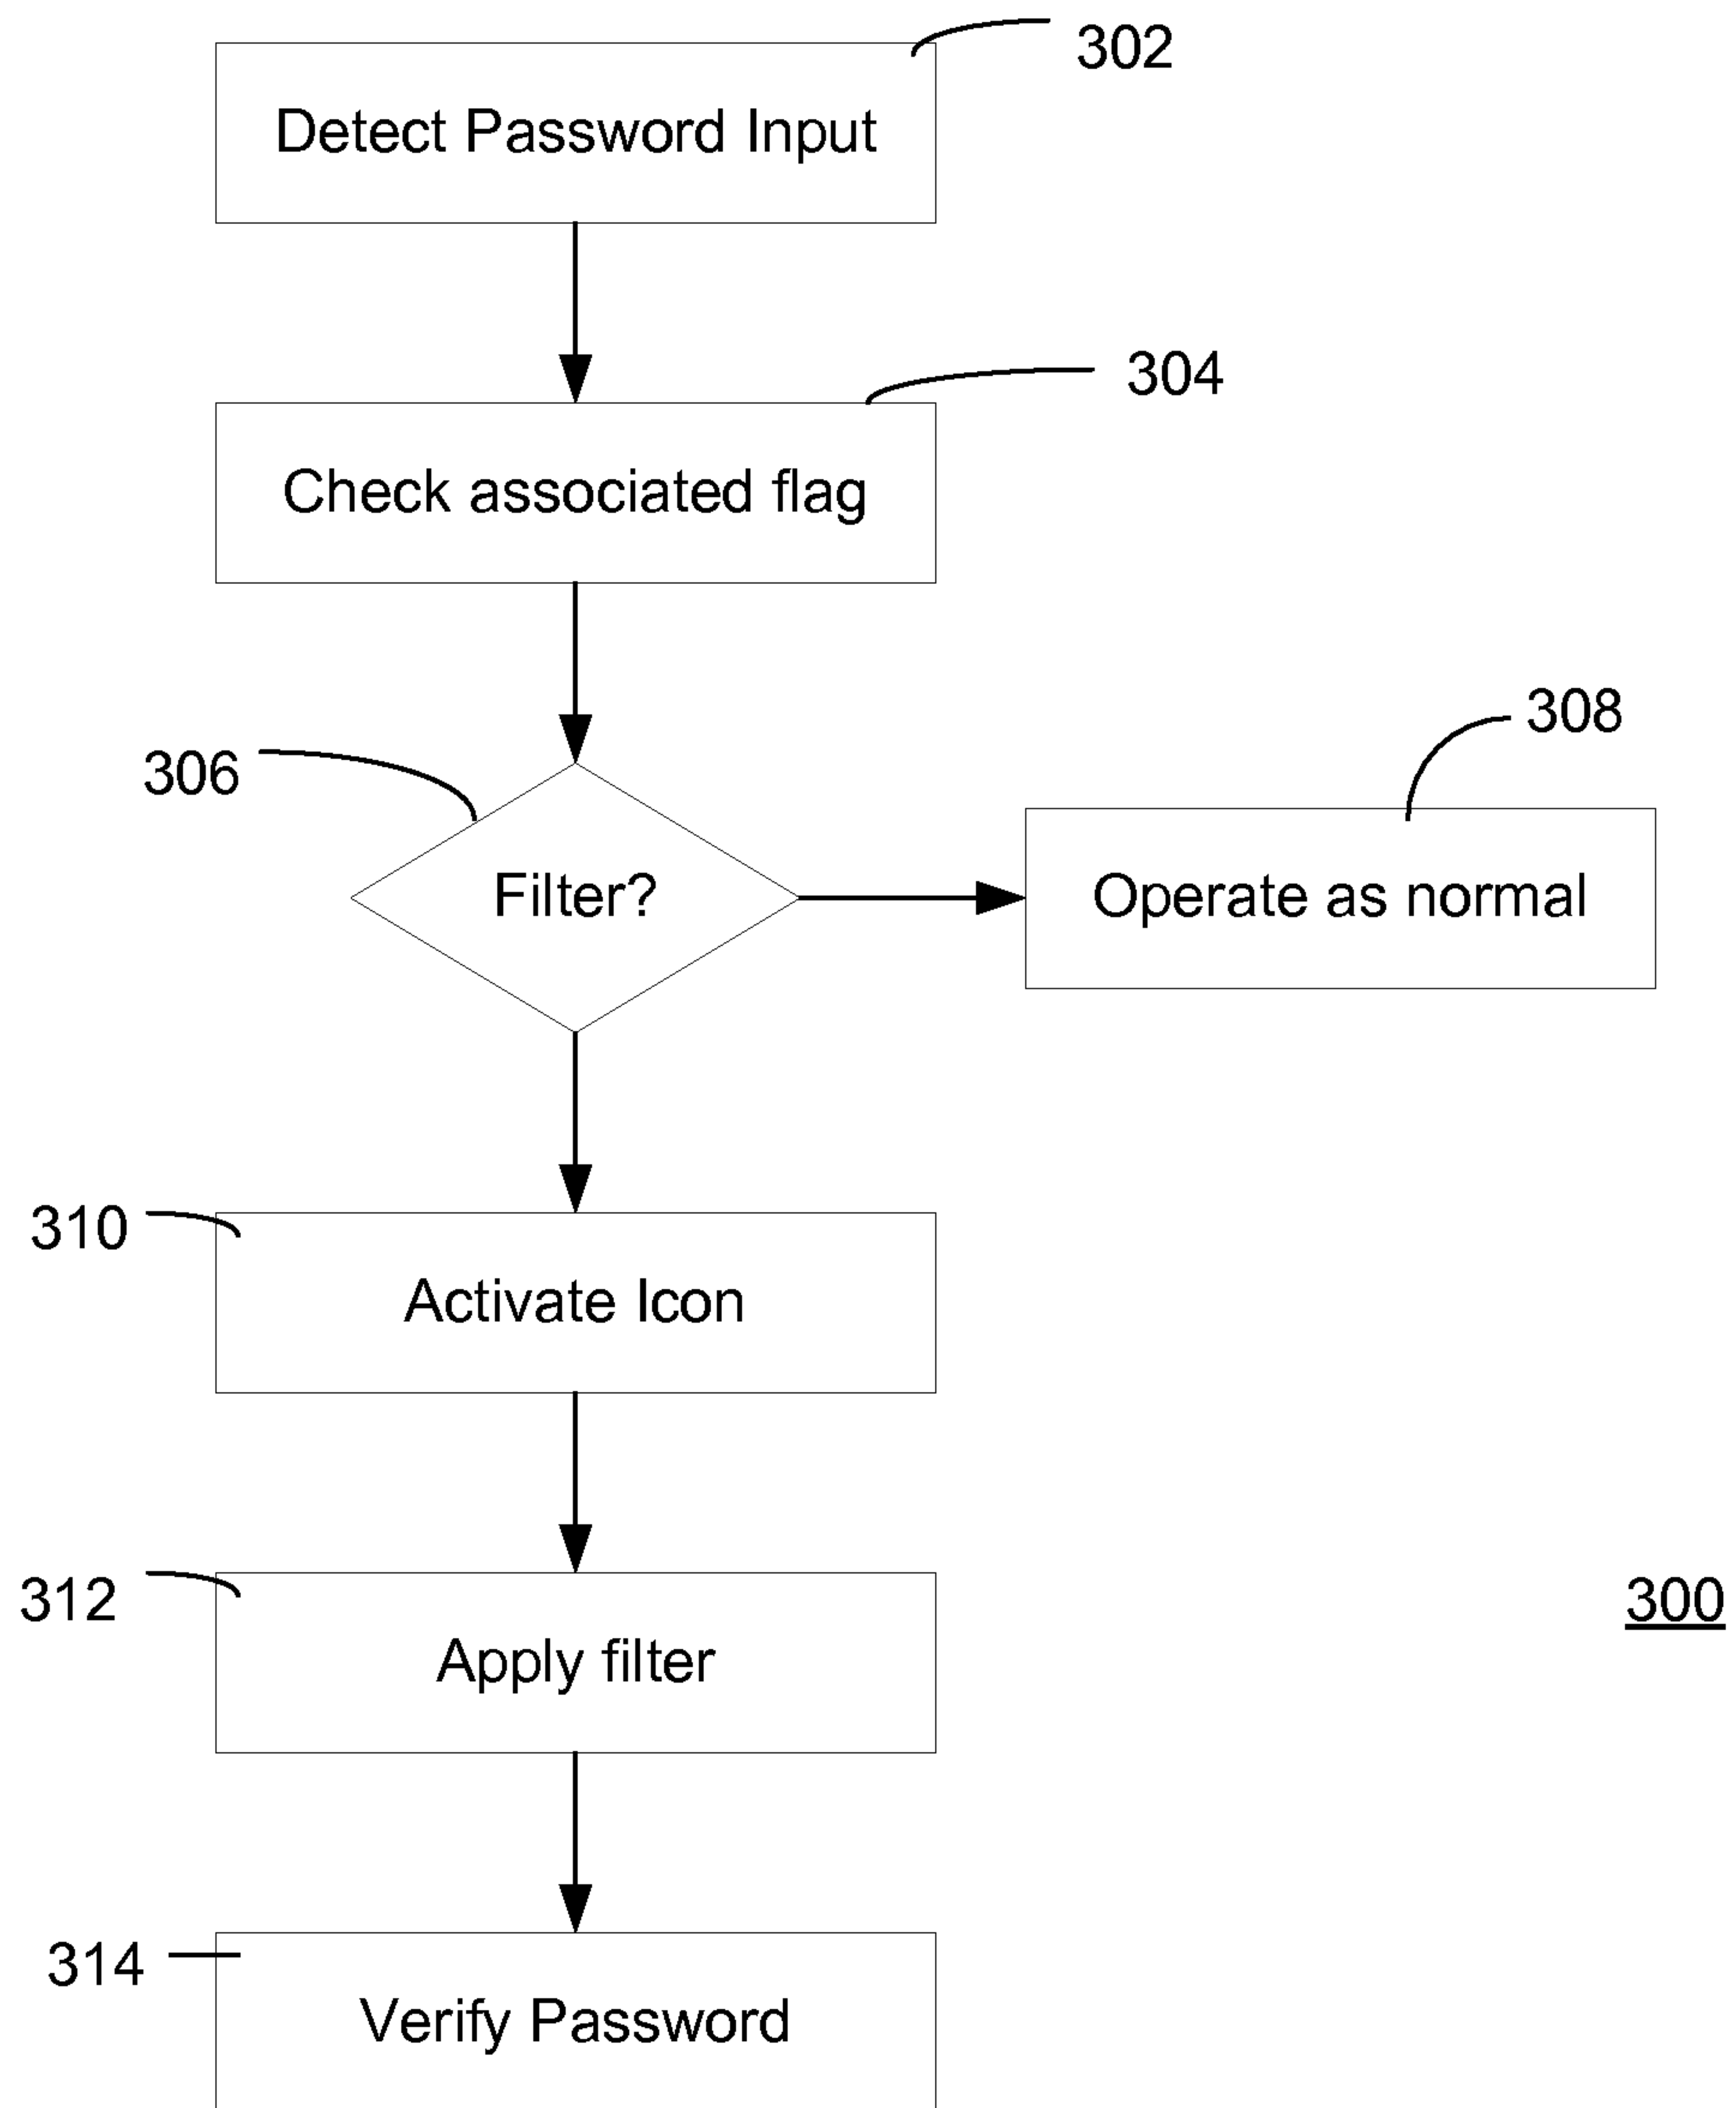 302
Detect Password Input
304
Check associated flag
306
308
Filter?
Operate as normal
310
Activate Icon
312
300
Apply filter
314
Verify Password